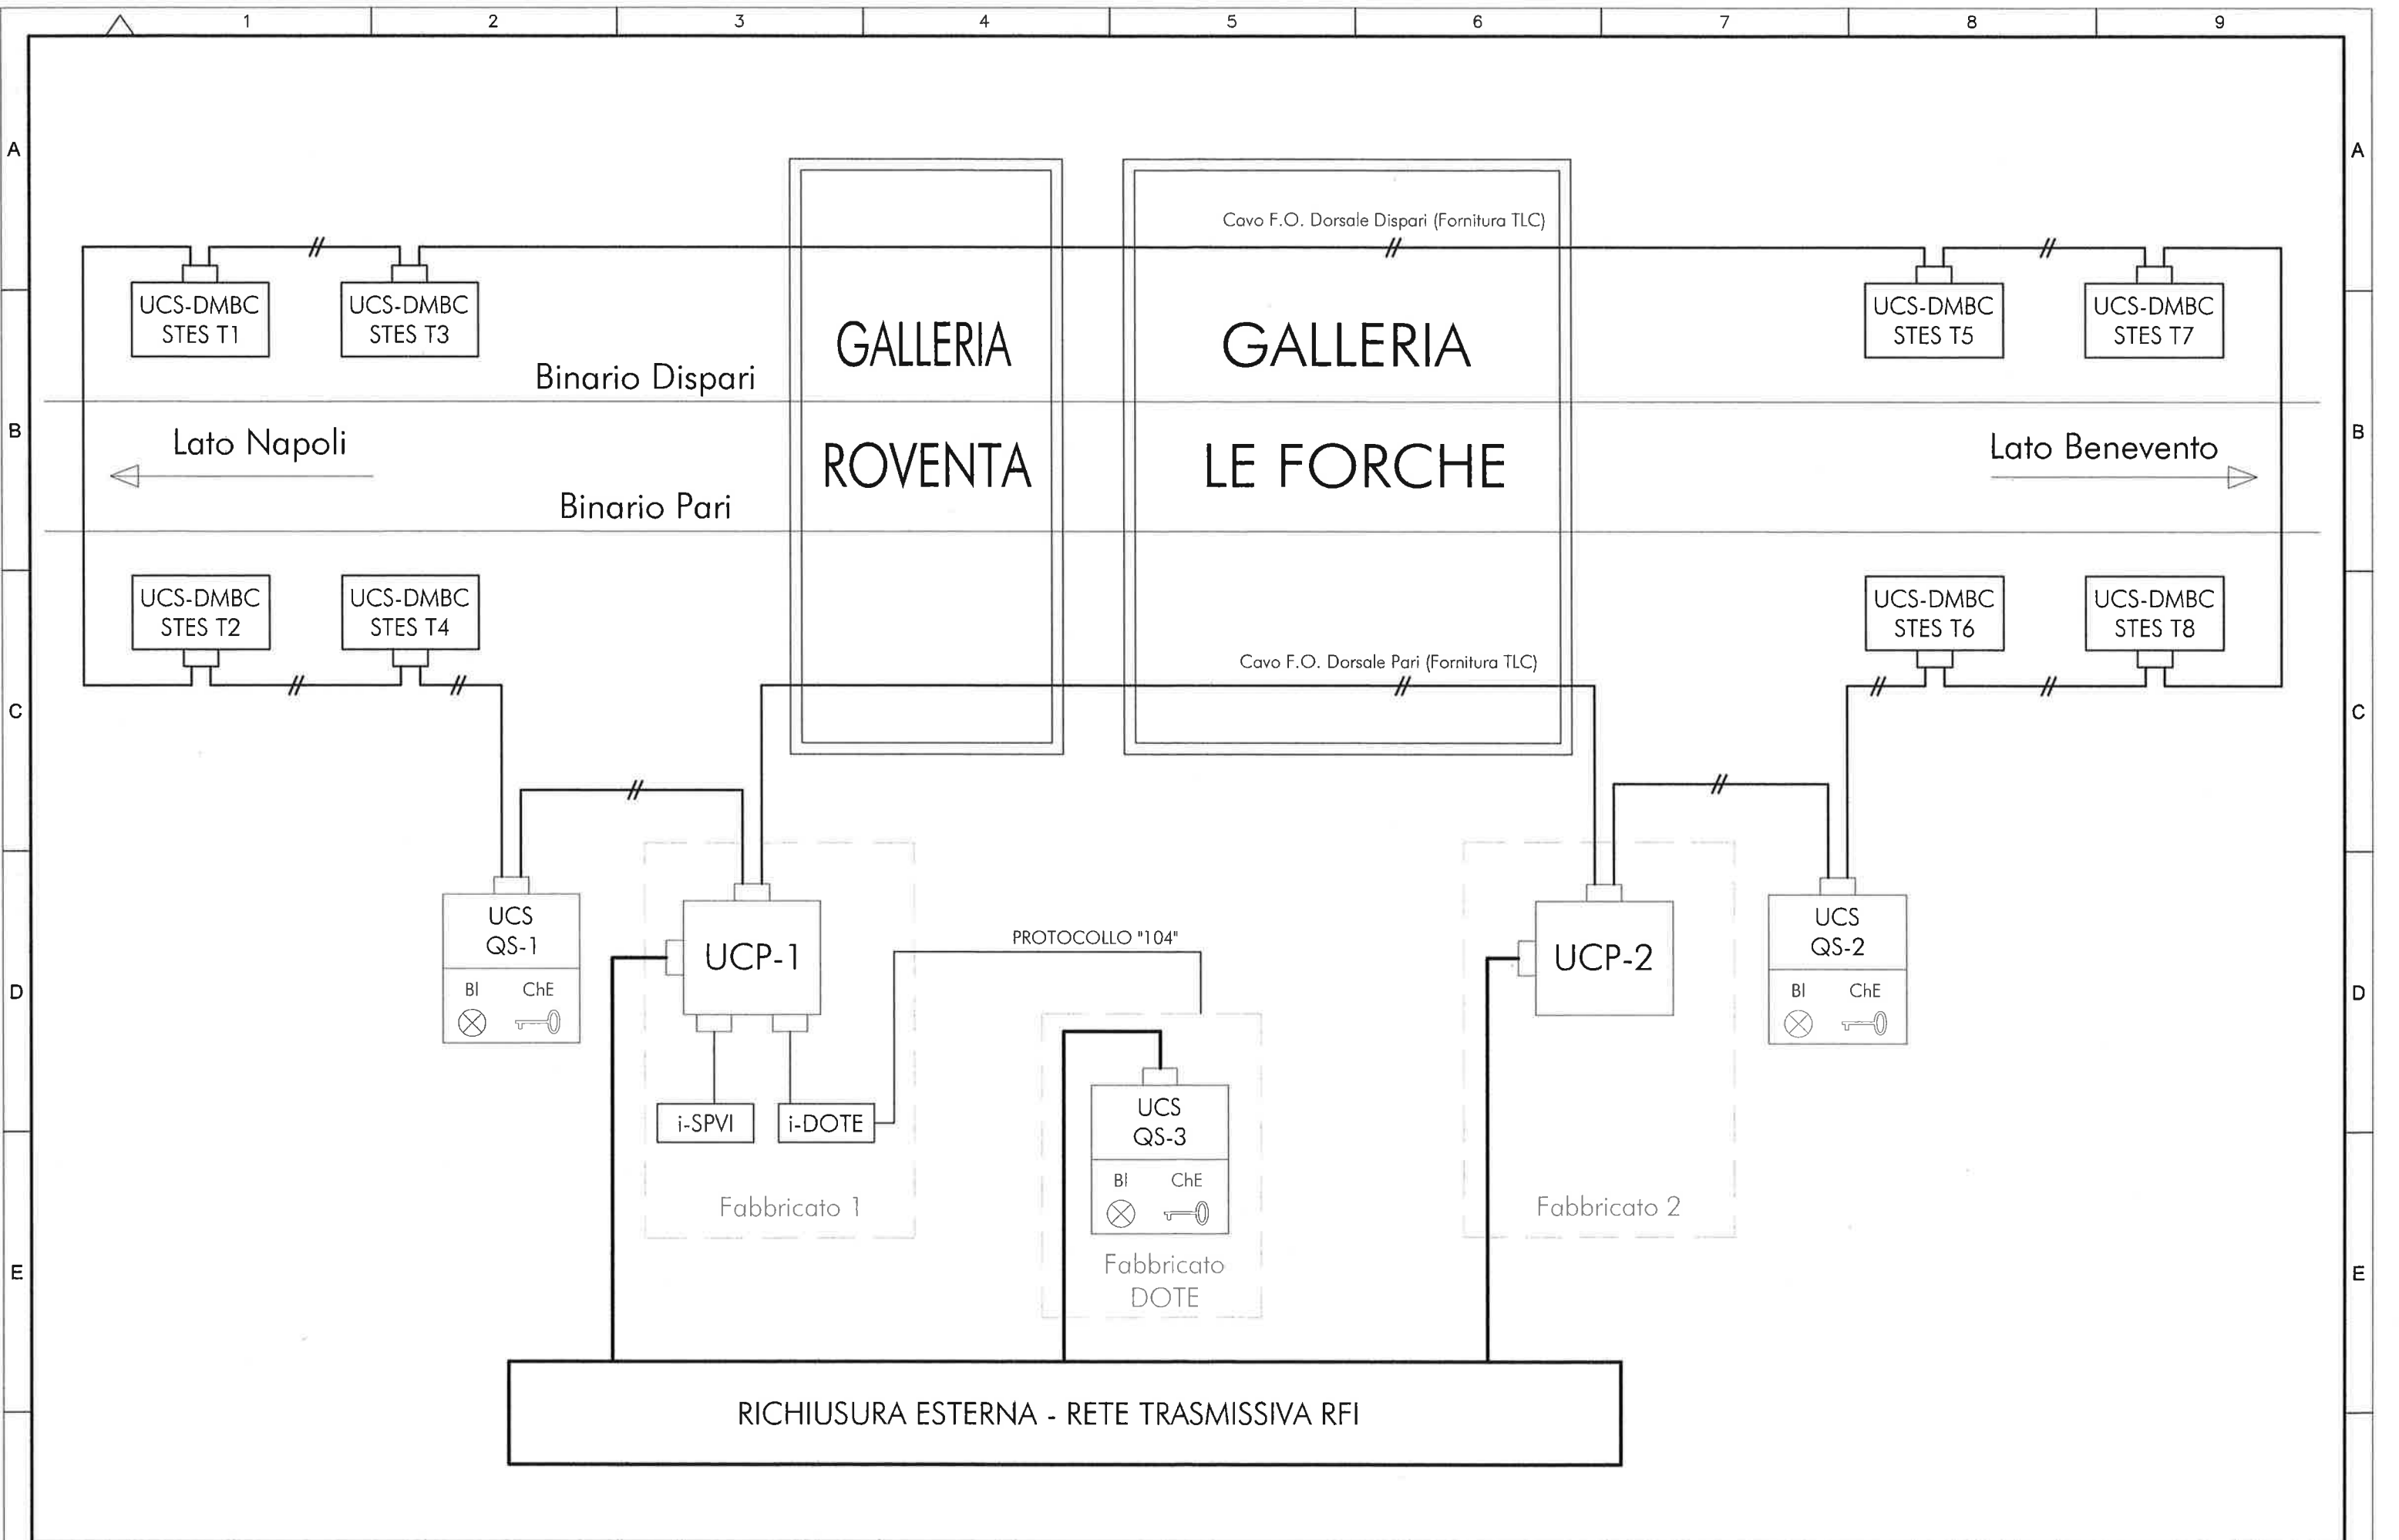 1 2 3 4 5 6 7 8 9
A A
Cavo F.O. Dorsale Dispari (Fornitura TLC)
UCS-DMBC
STES T1
UCS-DMBC
STES T3
UCS-DMBC
STES T5
UCS-DMBC
STES T7
GALLERIA
ROVENTA
GALLERIA
LE FORCHE
Binario Dispari
B B
Lato Napoli
Lato Benevento
Binario Pari
UCS-DMBC
STES T2
UCS-DMBC
STES T4
UCS-DMBC
STES T6
UCS-DMBC
STES T8
Cavo F.O. Dorsale Pari (Fornitura TLC)
C C
UCS
QS-1
BI ChE
UCP-1
PROTOCOLLO "104"
UCP-2
UCS
QS-2
BI ChE
D D
i-SPVI
i-DOTE
UCS
QS-3
BI ChE
Fabbricato 1
Fabbricato
DOTE
Fabbricato 2
E E
RICHIUSURA ESTERNA - RETE TRASMISSIVA RFI